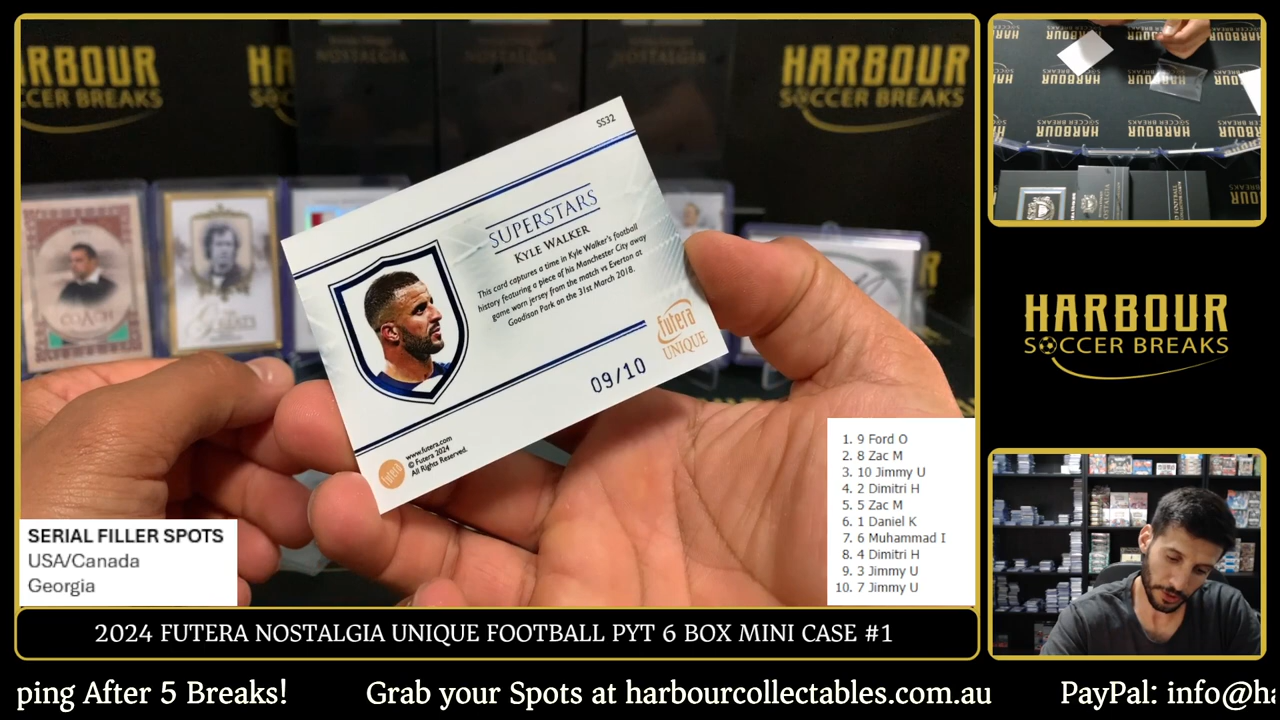 HARBOUR
SOCCER BREAKS
SS32
SUPERSTARS
KYLE WALKER
This card captures a time in Kyle Walker's football
history featuring a piece of his Manchester City away
game worn jersey from the match vs Everton at
Goodison Park on the 31st March 2018.
futera
UNIQUE
09/10
futera
www.futera.com
© Futera 2024
All Rights Reserved.
SERIAL FILLER SPOTS
USA/Canada
Georgia
1. 9 Ford O
2. 8 Zac M
3. 10 Jimmy U
4. 2 Dimitri H
5. 5 Zac M
6. 1 Daniel K
7. 6 Muhammad I
8. 4 Dimitri H
9. 3 Jimmy U
10. 7 Jimmy U
HARBOUR
SOCCER BREAKS
2024 FUTERA NOSTALGIA UNIQUE FOOTBALL PYT 6 BOX MINI CASE #1
ping After 5 Breaks! Grab your Spots at harbourcollectables.com.au PayPal: info@ha